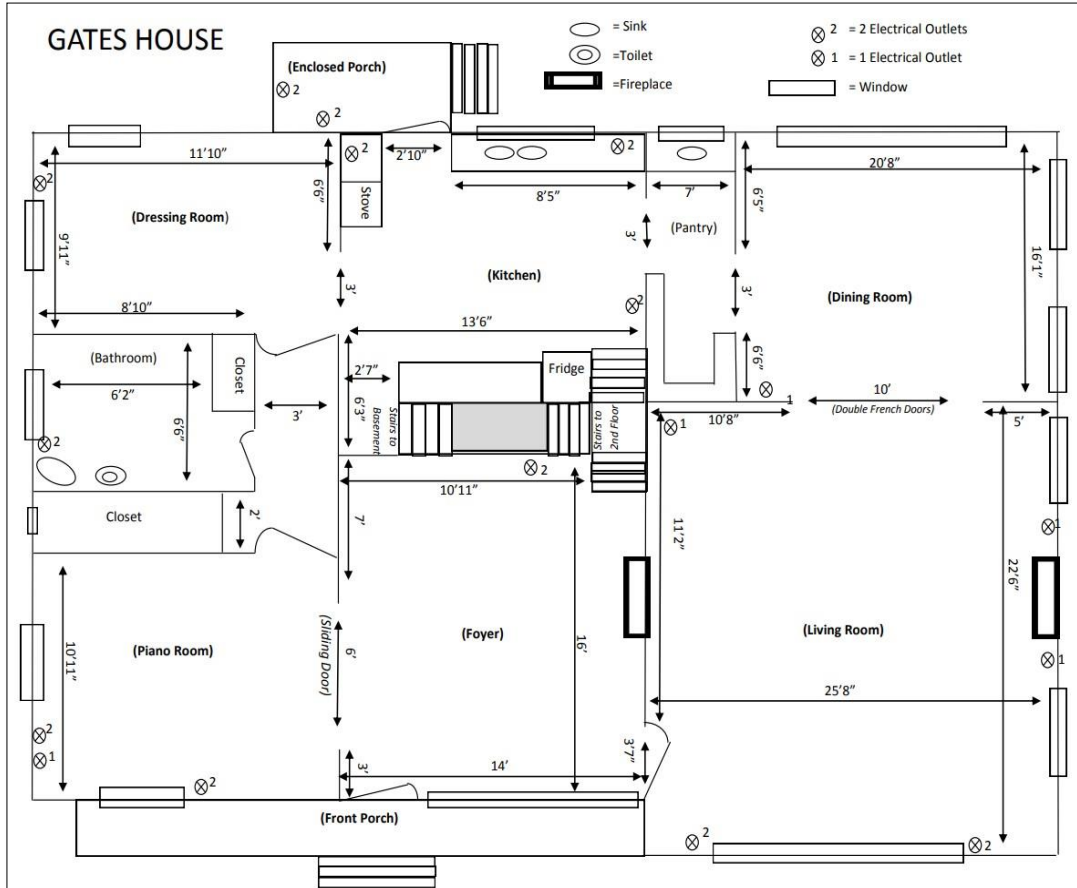 GATES HOUSE
= Sink
=Toilet
=Fireplace
2 = 2 Electrical Outlets
1 = 1 Electrical Outlet
= Window
(Enclosed Porch)
2
2
11'10"
2
2'10"
2
20'8"
2
6'6"
Stove
8'5"
7'
6'5"
(Dressing Room)
9'11"
3'
(Pantry)
16'1"
(Kitchen)
3'
3'
(Dining Room)
2
8'10"
13'6"
(Bathroom)
Closet
Fridge
6'2"
2'7"
6'6"
10'
1
(Double French Doors)
3'
6'3"
Stairs to
Basement
Stairs to
2nd Floor
10'8"
5'
6'6"
2
1
2
10'11"
Closet
2'
7'
11'2"
1
22'6"
(Piano Room)
10'11"
(Sliding Door)
6'
(Foyer)
16'
(Living Room)
1
25'8"
2
1
3'7"
3'
14'
2
(Front Porch)
2
2